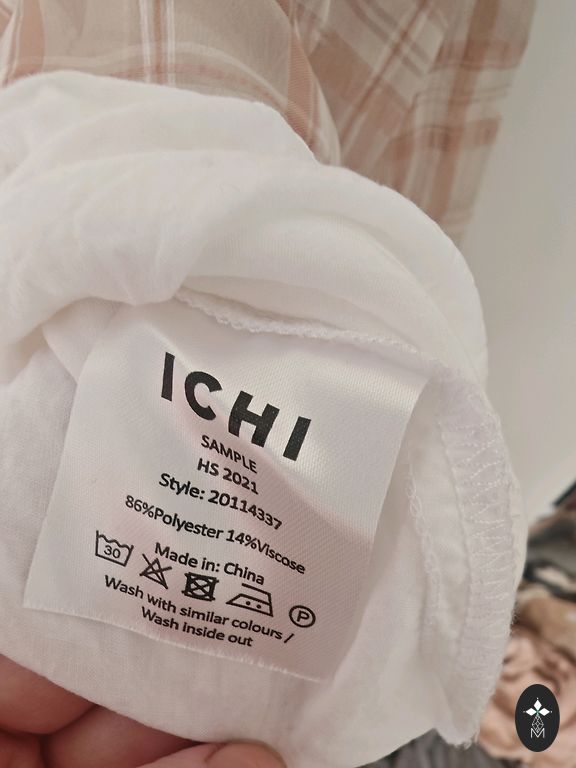 ICHI
SAMPLE
HS 2021
Style: 20114337
86%Polyester 14%Viscose
Made in: China
30
P
Wash with similar colours /
Wash inside out
M